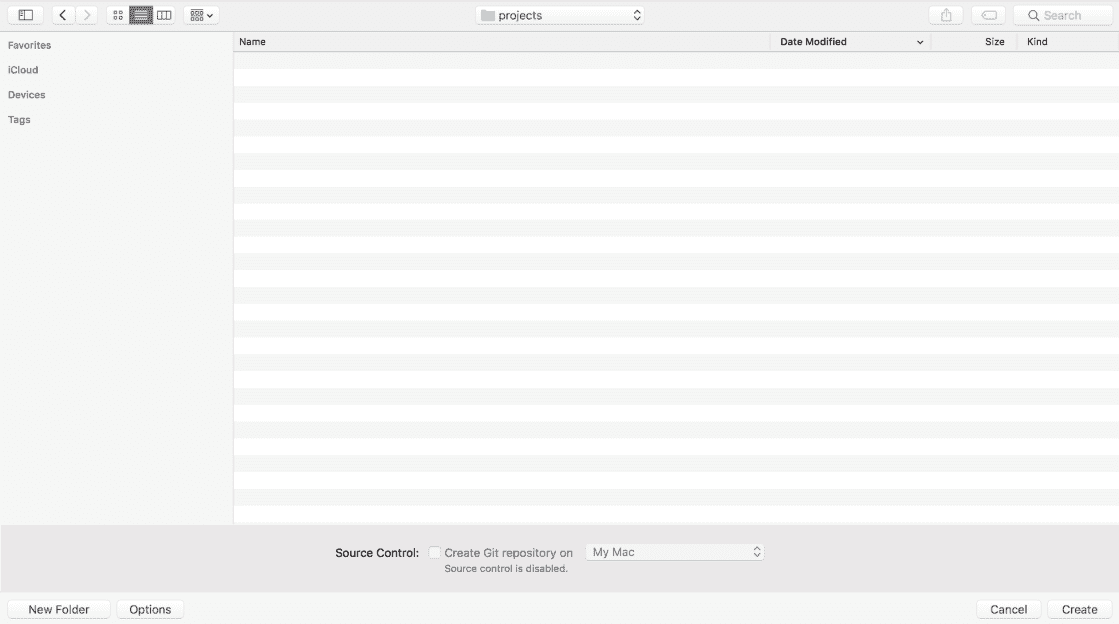 projects
Search
Favorites
iCloud
Devices
Tags
Name Date Modified Size Kind
Source Control: Create Git repository on My Mac
Source control is disabled.
New Folder Options Cancel Create